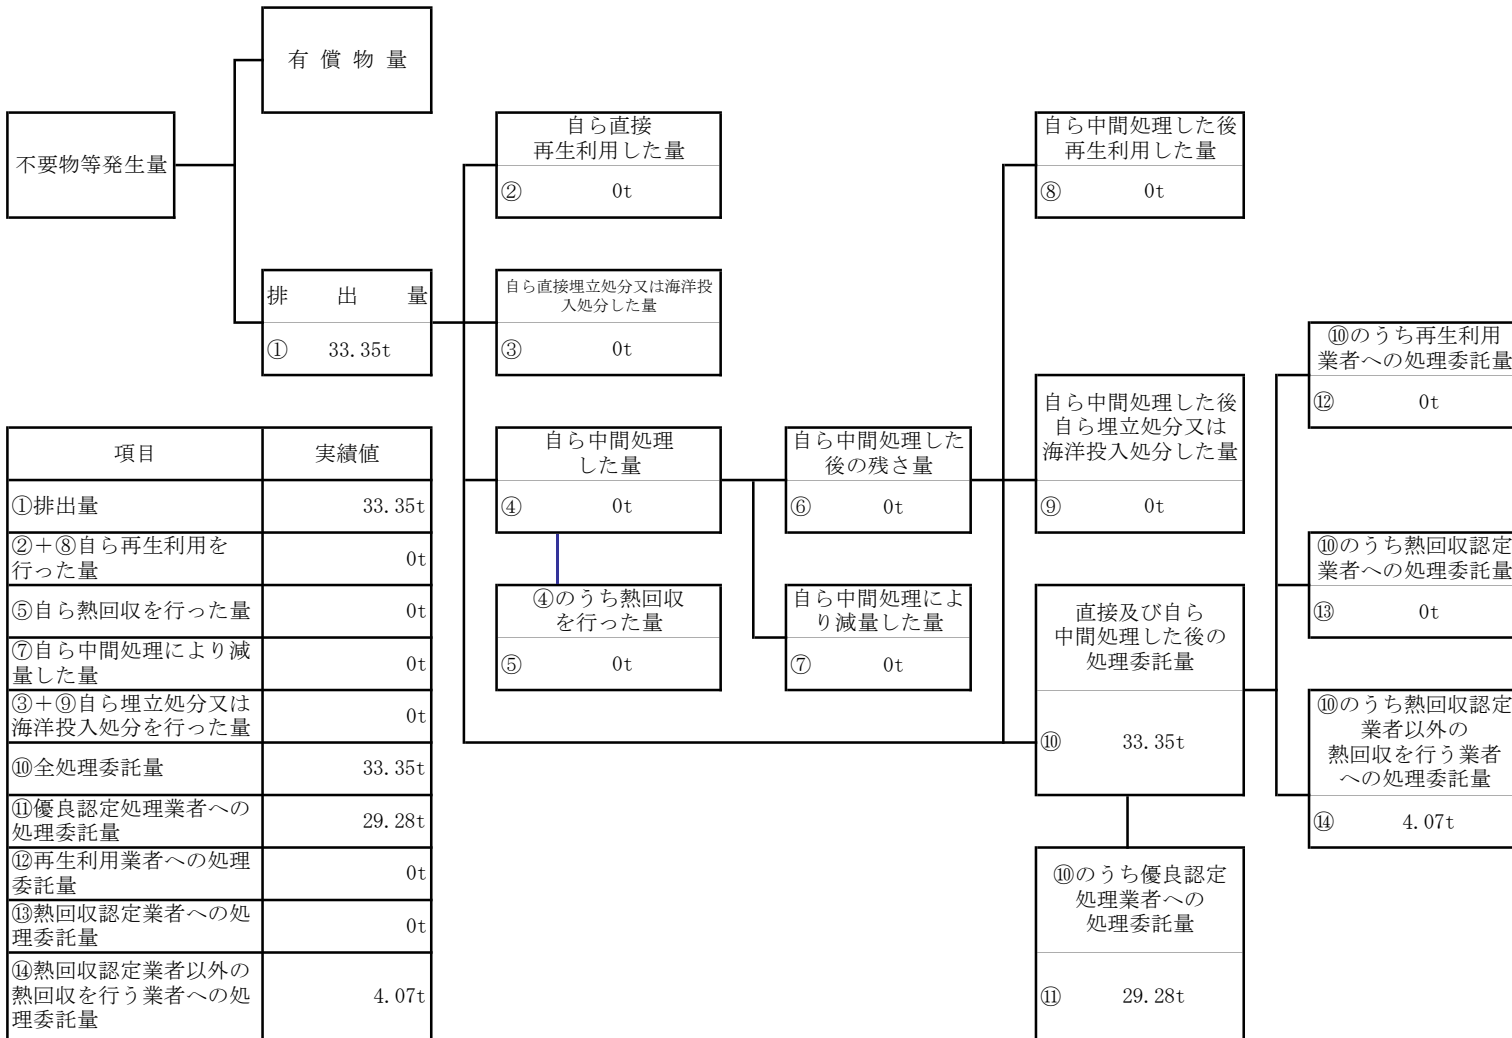 有償物量
不要物等発生量
自ら直接
再生利用した量
② 0t
自ら中間処理した後
再生利用した量
⑧ 0t
排出量
① 33.35t
自ら直接埋立処分又は海洋投
入処分した量
③ 0t
⑩のうち再生利用
業者への処理委託量
⑫ 0t
自ら中間処理
した量
④ 0t
自ら中間処理した
後の残さ量
⑥ 0t
自ら中間処理した後
自ら埋立処分又は
海洋投入処分した量
⑨ 0t
⑩のうち熱回収認定
業者への処理委託量
⑬ 0t
④のうち熱回収
を行った量
⑤ 0t
自ら中間処理によ
り減量した量
⑦ 0t
直接及び自ら
中間処理した後の
処理委託量
⑩ 33.35t
⑩のうち熱回収認定
業者以外の
熱回収を行う業者
への処理委託量
⑭ 4.07t
⑩のうち優良認定
処理業者への
処理委託量
⑪ 29.28t
項目 実績値
①排出量 33.35t
②+⑧自ら再生利用を
行った量 0t
⑤自ら熱回収を行った量 0t
⑦自ら中間処理により減
量した量 0t
③+⑨自ら埋立処分又は
海洋投入処分を行った量 0t
⑩全処理委託量 33.35t
⑪優良認定処理業者への
処理委託量 29.28t
⑫再生利用業者への処理
委託量 0t
⑬熱回収認定業者への処
理委託量 0t
⑭熱回収認定業者以外の
熱回収を行う業者への処
理委託量 4.07t